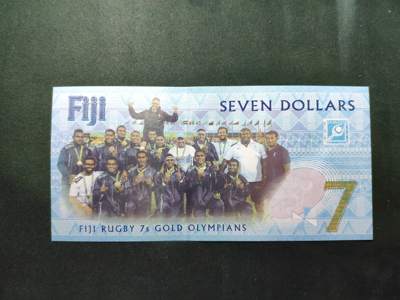 Fiji
SEVEN DOLLARS
FIJI RUGBY 7s GOLD OLYMPIANS
7